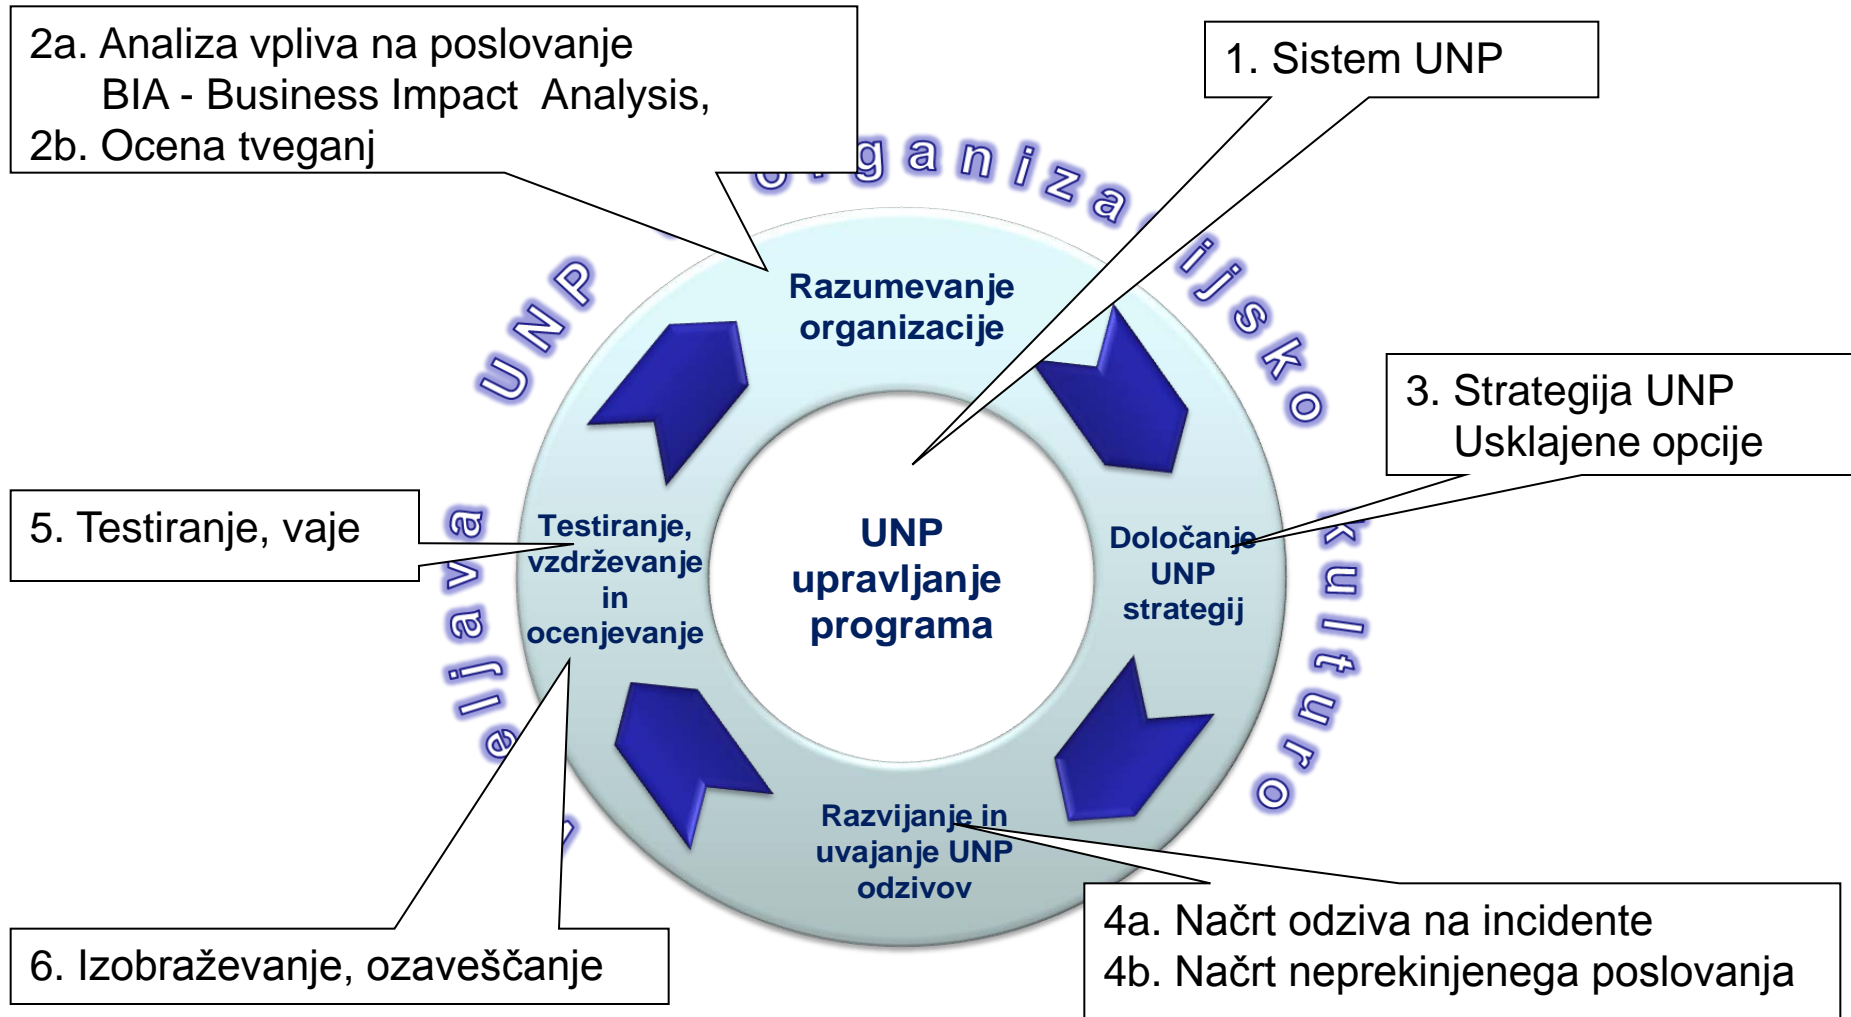 2a. Analiza vpliva na poslovanje
BIA - Business Impact Analysis,
2b. Ocena tveganj
1. Sistem UNP
UNP
kulturo
Razumevanje
organizacije
3. Strategija UNP
Usklajene opcije
5. Testiranje, vaje
Testiranje,
vzdrževanje
in
ocenjevanje
UNP
upravljanje
programa
Določanje
UNP
strategij
Razvijanje in
uvajanje UNP
odzivov
4a. Načrt odziva na incidente
4b. Načrt neprekinjenega poslovanja
6. Izobraževanje, ozaveščanje